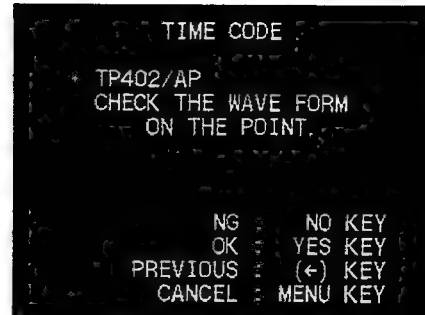 TIME CODE
* TP402/AP
CHECK THE WAVE FORM
ON THE POINT.
NG : NO KEY
OK : YES KEY
PREVIOUS : (←) KEY
CANCEL : MENU KEY